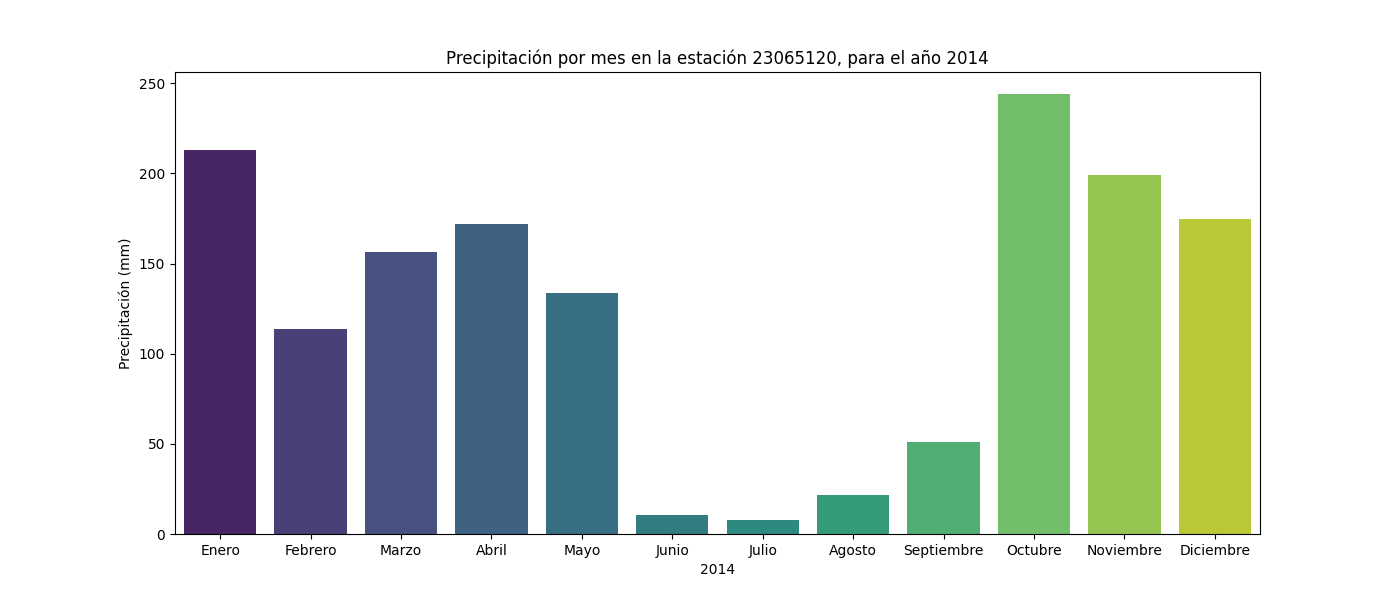 Precipitación por mes en la estación 23065120, para el año 2014
Precipitación (mm)
250
200
150
100
50
0
Enero Febrero Marzo Abril Mayo Junio Julio Agosto Septiembre Octubre Noviembre Diciembre
2014